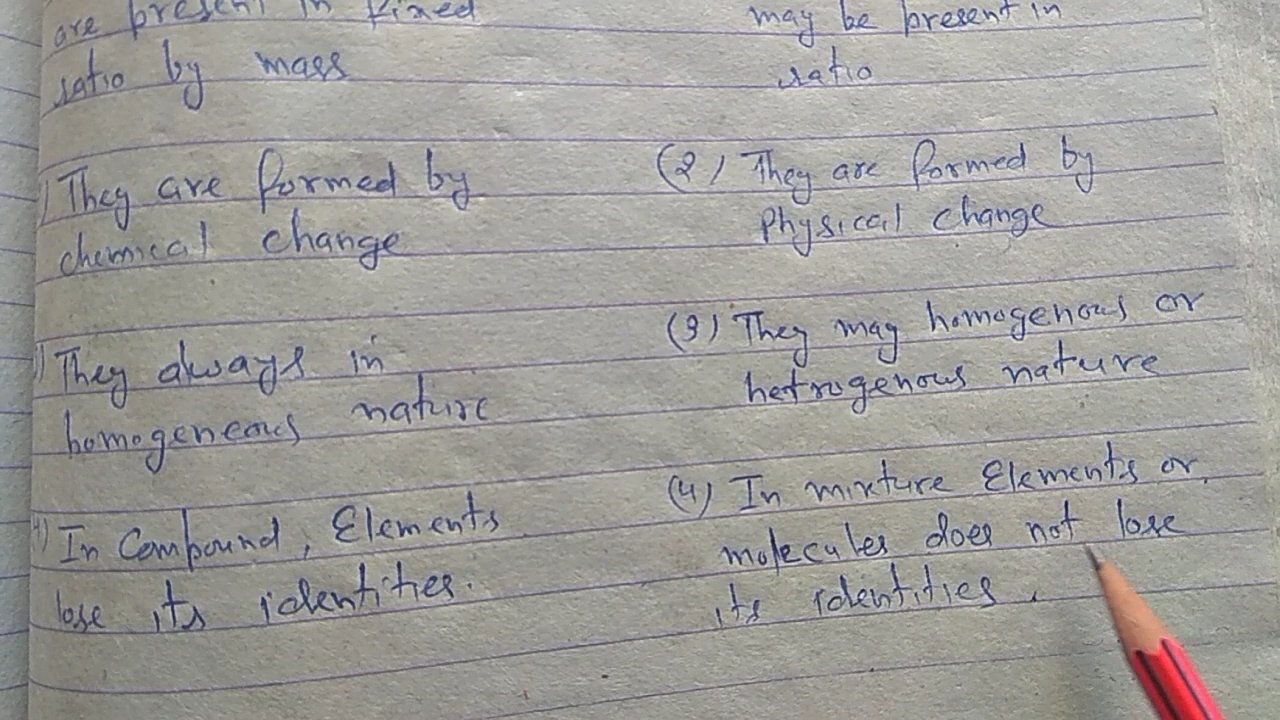 are present in fixed
ratio by mass
) They are formed by
chemical change
) They always in
homogeneous nature
4) In Compound, Elements
lose its identities.
may be present in
ratio
(2) They are formed by
Physical change
(3) They may homogenous or
hetrogenous nature
(4) In mixture Elements or
molecules does not lose
its identities.